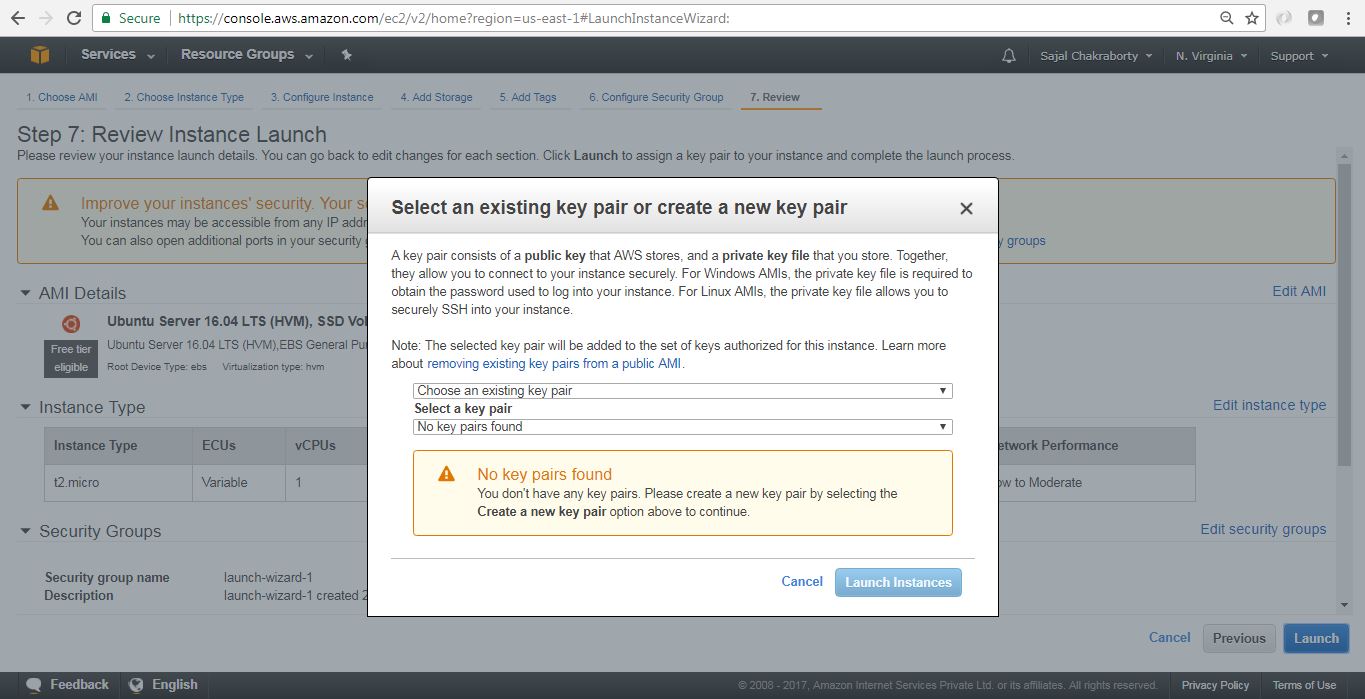 Secure https://console.aws.amazon.com/ec2/v2/home?region=us-east-1#LaunchInstanceWizard:
Services Resource Groups Sajal Chakraborty N. Virginia Support
1. Choose AMI 2. Choose Instance Type 3. Configure Instance 4. Add Storage 5. Add Tags 6. Configure Security Group 7. Review
Step 7: Review Instance Launch
Please review your instance launch details. You can go back to edit changes for each section. Click Launch to assign a key pair to your instance and complete the launch process.
Improve your instances' security. Your
Your instances may be accessible from any IP
You can also open additional ports in your security
groups
AMI Details
Edit AMI
Ubuntu Server 16.04 LTS (HVM), SSD
Free tier
eligible
Ubuntu Server 16.04 LTS (HVM),EBS General
Root Device Type: ebs Virtualization type: hvm
Instance Type
Edit instance type
Instance Type ECUs vCPUs
Performance
t2.micro Variable 1
to Moderate
Security Groups
Edit security groups
Security group name launch-wizard-1
Description launch-wizard-1 created
Select an existing key pair or create a new key pair
A key pair consists of a public key that AWS stores, and a private key file that you store. Together,
they allow you to connect to your instance securely. For Windows AMIs, the private key file is required to
obtain the password used to log into your instance. For Linux AMIs, the private key file allows you to
securely SSH into your instance.
Note: The selected key pair will be added to the set of keys authorized for this instance. Learn more
about removing existing key pairs from a public AMI.
Choose an existing key pair
Select a key pair
No key pairs found
No key pairs found
You don't have any key pairs. Please create a new key pair by selecting the
Create a new key pair option above to continue.
Cancel Launch Instances
Cancel Previous Launch
Feedback English © 2008 - 2017, Amazon Internet Services Private Ltd. or its affiliates. All rights reserved. Privacy Policy Terms of Use